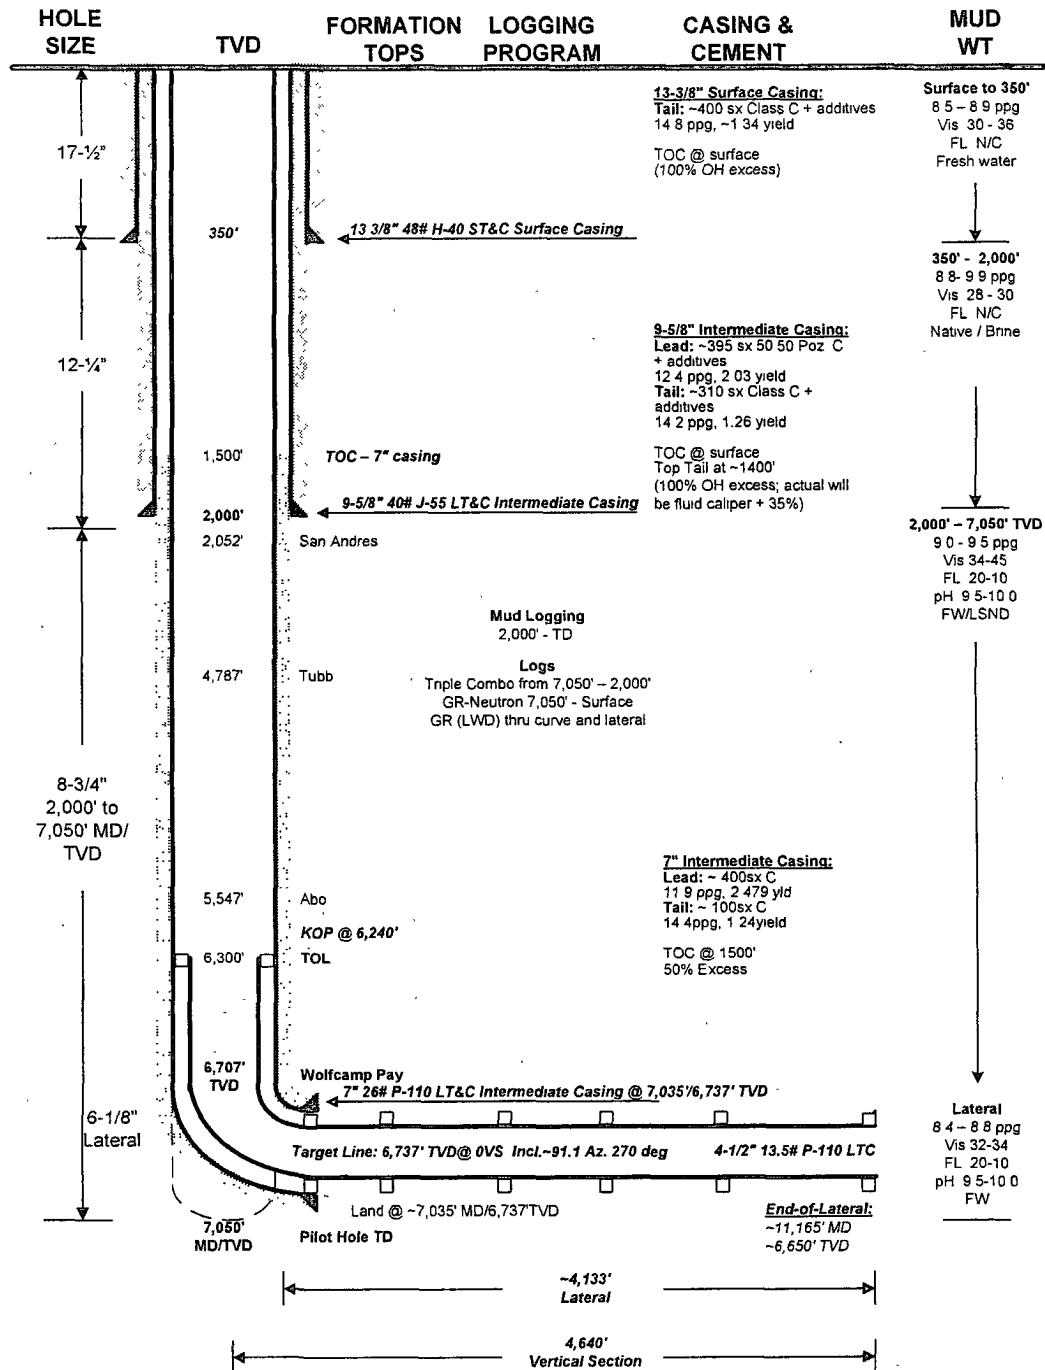 HOLE SIZE
TVD
FORMATION TOPS
LOGGING PROGRAM
CASING & CEMENT
MUD WT
17-½"
350'
13 3/8" 48# H-40 ST&C Surface Casing
13-3/8" Surface Casing:
Tail: ~400 sx Class C + additives
14 8 ppg, ~1 34 yield
TOC @ surface
(100% OH excess)
Surface to 350'
8 5 – 8 9 ppg
Vis 30 - 36
FL N/C
Fresh water
12-¼"
350' - 2,000'
8 8- 9 9 ppg
Vis 28 - 30
FL N/C
Native / Brine
9-5/8" Intermediate Casing:
Lead: ~395 sx 50 50 Poz C
+ additives
12 4 ppg, 2 03 yield
Tail: ~310 sx Class C +
additives
14 2 ppg, 1.26 yield
TOC @ surface
Top Tail at ~1400'
(100% OH excess; actual will
be fluid caliper + 35%)
1,500'
TOC – 7" casing
9-5/8" 40# J-55 LT&C Intermediate Casing
2,000'
2,052'
San Andres
2,000' – 7,050' TVD
9 0 - 9 5 ppg
Vis 34-45
FL 20-10
pH 9 5-10 0
FW/LSND
Mud Logging
2,000' - TD
Logs
Triple Combo from 7,050' – 2,000'
GR-Neutron 7,050' - Surface
GR (LWD) thru curve and lateral
4,787'
Tubb
8-3/4"
2,000' to
7,050' MD/
TVD
5,547'
Abo
KOP @ 6,240'
6,300'
TOL
7" Intermediate Casing:
Lead: ~ 400sx C
11 9 ppg, 2 479 yld
Tail: ~ 100sx C
14 4ppg, 1 24yield
TOC @ 1500'
50% Excess
6,707'
TVD
Wolfcamp Pay
7" 26# P-110 LT&C Intermediate Casing @ 7,035'/6,737' TVD
6-1/8"
Lateral
Target Line: 6,737' TVD@ 0VS Incl.~91.1 Az. 270 deg
4-1/2" 13.5# P-110 LTC
Lateral
8 4 – 8 8 ppg
Vis 32-34
FL 20-10
pH 9 5-10 0
FW
Land @ ~7,035' MD/6,737'TVD
7,050'
MD/TVD
Pilot Hole TD
End-of-Lateral:
~11,165' MD
~6,650' TVD
~4,133'
Lateral
4,640'
Vertical Section